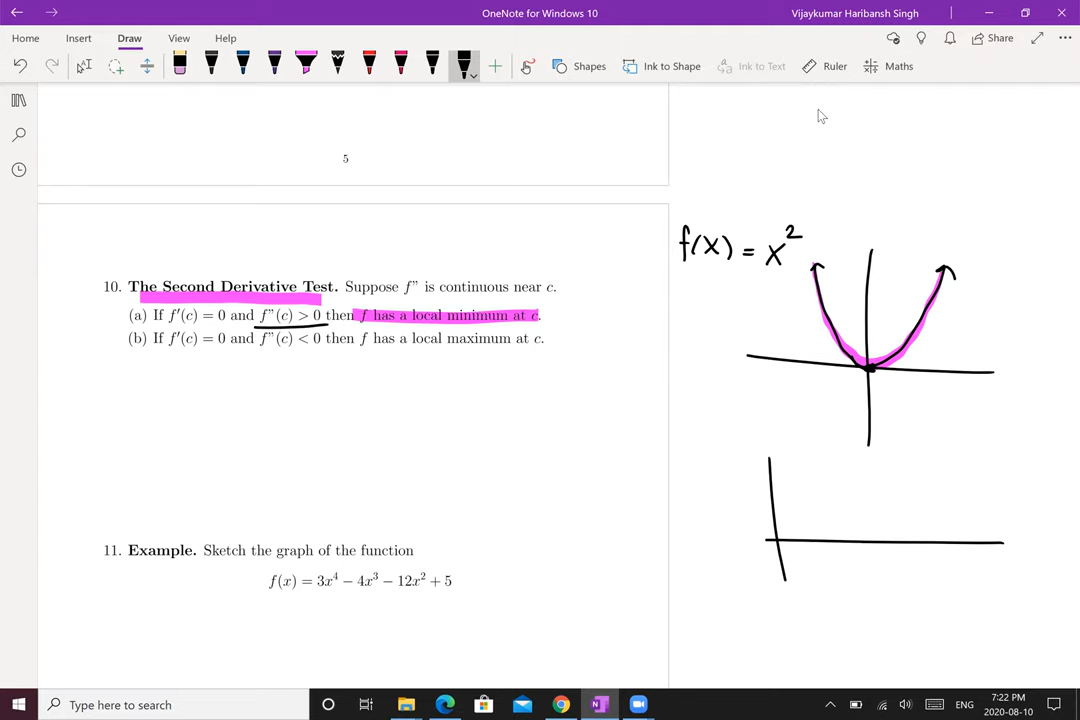 OneNote for Windows 10
Vijaykumar Haribansh Singh
Home Insert Draw View Help
Share
Shapes Ink to Shape Ink to Text Ruler Maths
5
f(x) = x²
10. The Second Derivative Test. Suppose f” is continuous near c.
(a) If f′(c) = 0 and f”(c) > 0 then f has a local minimum at c.
(b) If f′(c) = 0 and f”(c) < 0 then f has a local maximum at c.
11. Example. Sketch the graph of the function
f(x) = 3x⁴ − 4x³ − 12x² + 5
Type here to search
ENG
7:22 PM
2020-08-10